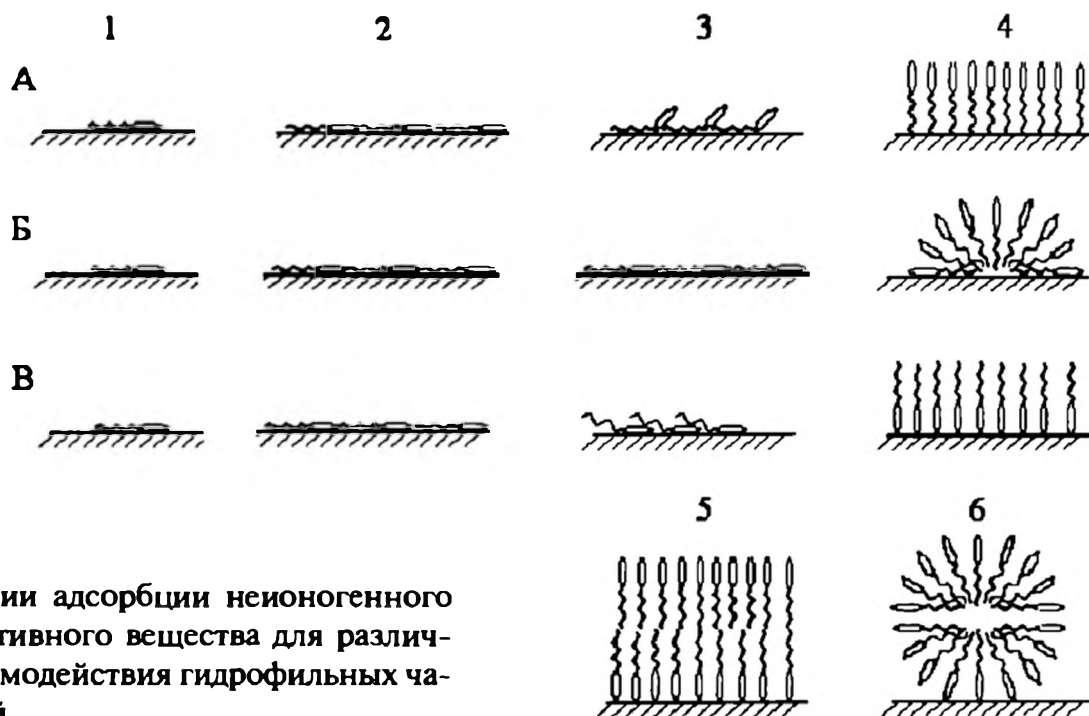 1 2 3 4
А
Б
В
5 6
ии адсорбции неионогенного
тивного вещества для различ-
модействия гидрофильных ча-